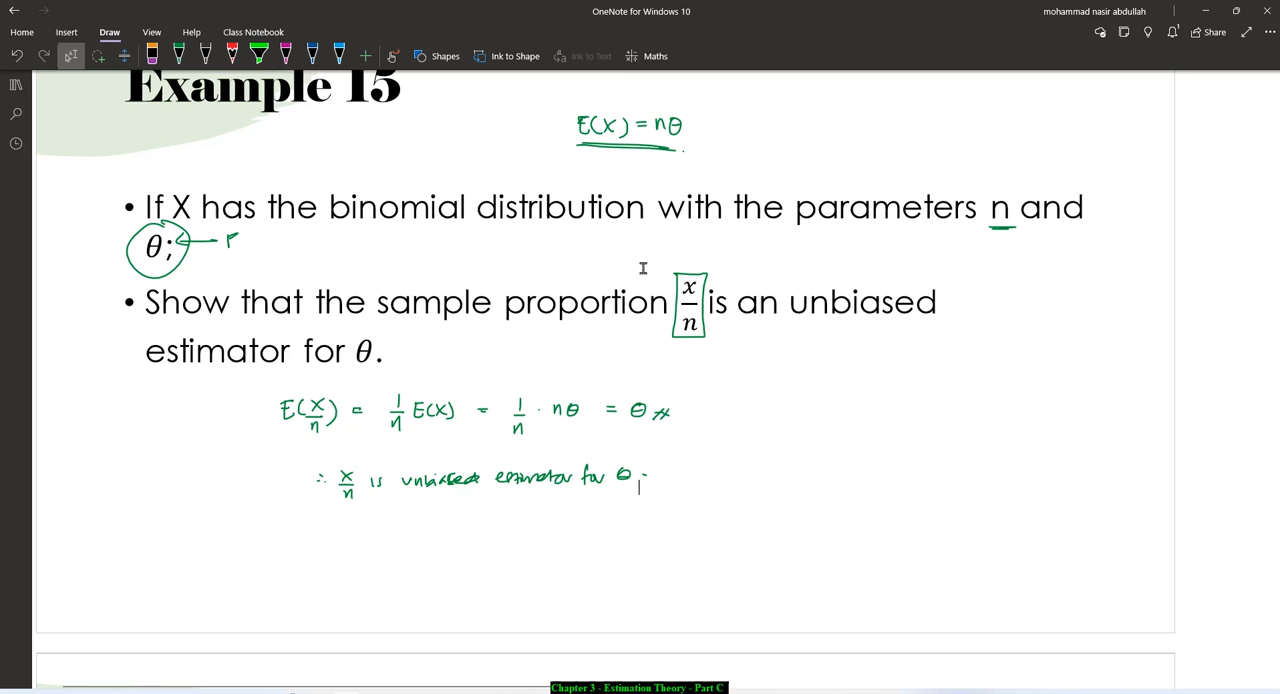 OneNote for Windows 10
mohammad nasir abdullah
Home Insert Draw View Help Class Notebook
Share
Shapes Ink to Shape Ink to Text Maths
Example 15
E(X) = nθ
• If X has the binomial distribution with the parameters n and
θ; ← P
• Show that the sample proportion x/n is an unbiased
estimator for θ.
E(X/n) = 1/n E(X) = 1/n · nθ = θ
∴ X/n is unbiased estimator for θ
Chapter 3 - Estimation Theory - Part C